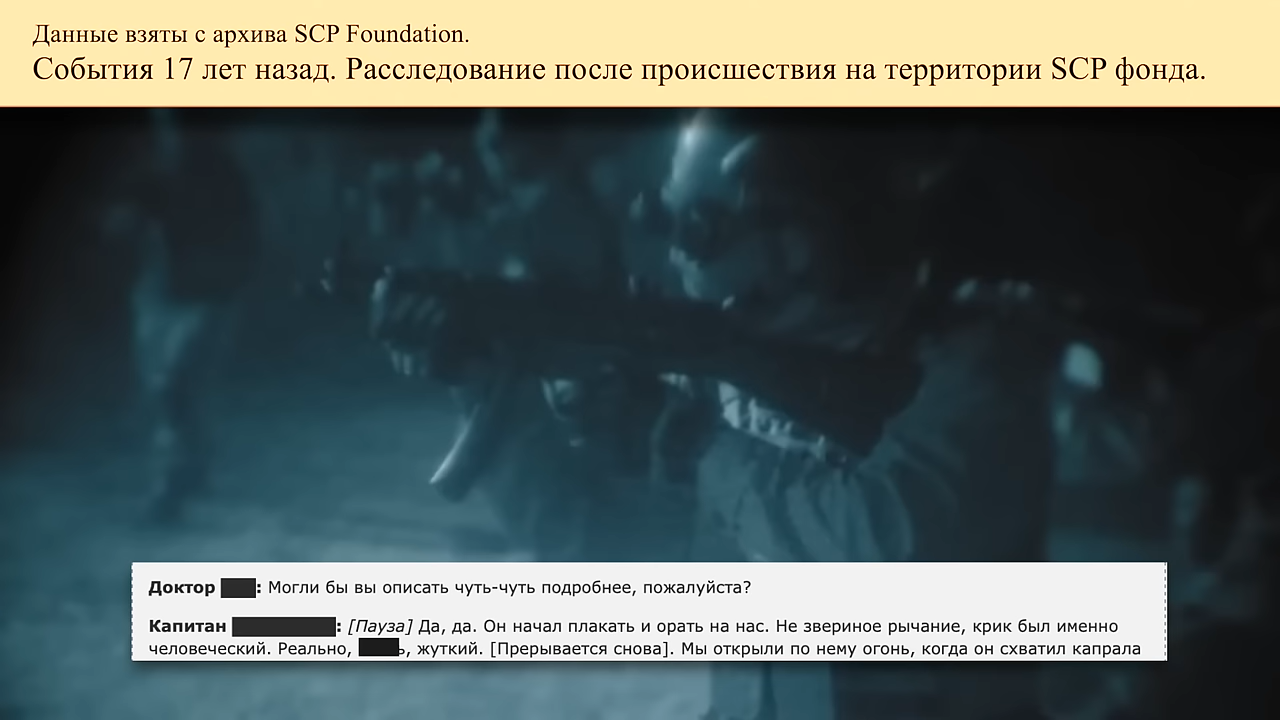 Данные взяты с архива SCP Foundation.
События 17 лет назад. Расследование после происшествия на территории SCP фонда.
Доктор : Могли бы вы описать чуть-чуть подробнее, пожалуйста?
Капитан : [Пауза] Да, да. Он начал плакать и орать на нас. Не звериное рычание, крик был именно
человеческий. Реально, ь, жуткий. [Прерывается снова]. Мы открыли по нему огонь, когда он схватил капрала